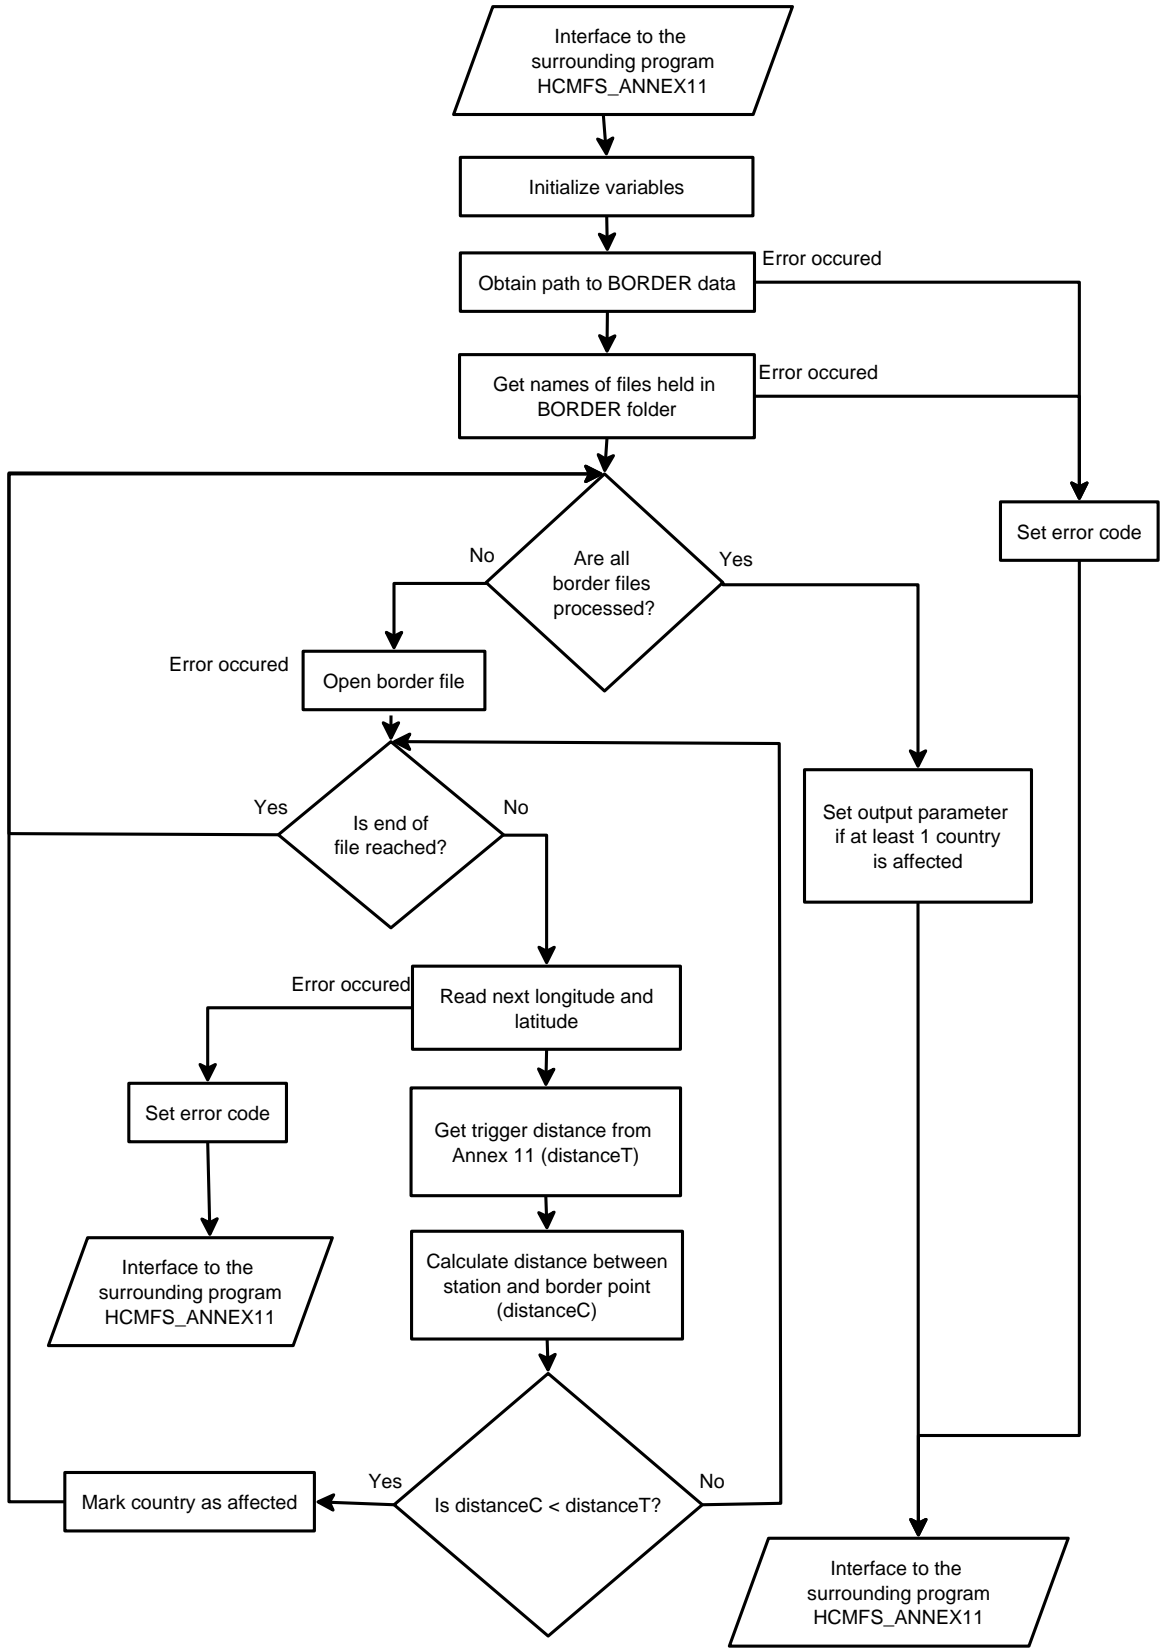 Interface to the
surrounding program
HCMFS_ANNEX11
Initialize variables
Error occured
Obtain path to BORDER data
Error occured
Get names of files held in
BORDER folder
Set error code
No
Yes
Are all
border files
processed?
Error occured
Open border file
Yes
No
Is end of
file reached?
Set output parameter
if at least 1 country
is affected
Error occured
Read next longitude and
latitude
Set error code
Get trigger distance from
Annex 11 (distanceT)
Interface to the
surrounding program
HCMFS_ANNEX11
Calculate distance between
station and border point
(distanceC)
Yes
No
Mark country as affected
Is distanceC < distanceT?
Interface to the
surrounding program
HCMFS_ANNEX11